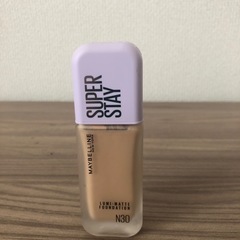 SUPER
STAY
MAYBELLINE
NEW YORK
LUMI-MATTE
FOUNDATION
N30